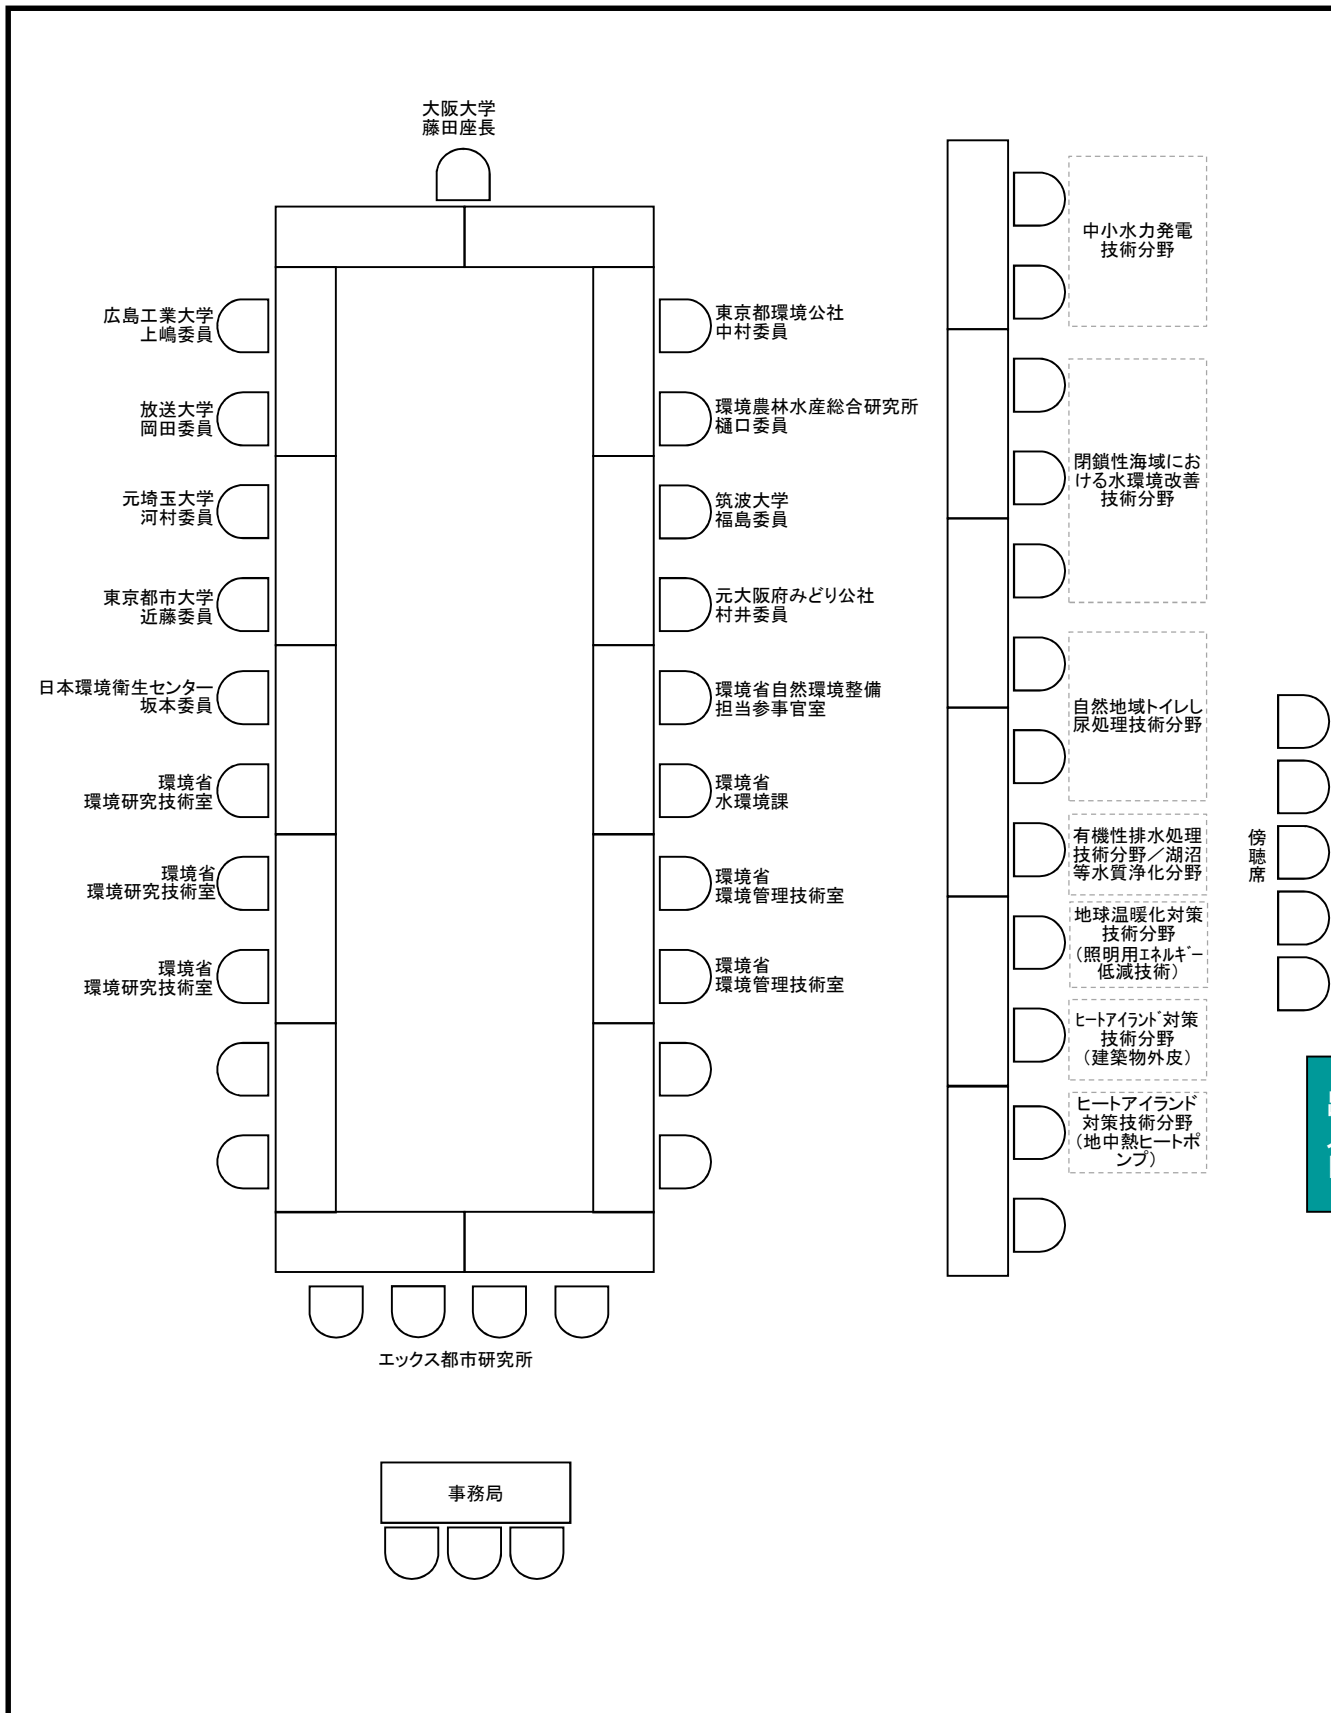 大阪大学
藤田座長
広島工業大学
上嶋委員
放送大学
岡田委員
元埼玉大学
河村委員
東京都市大学
近藤委員
日本環境衛生センター
坂本委員
環境省
環境研究技術室
環境省
環境研究技術室
環境省
環境研究技術室
東京都環境公社
中村委員
環境農林水産総合研究所
樋口委員
筑波大学
福島委員
元大阪府みどり公社
村井委員
環境省自然環境整備
担当参事官室
環境省
水環境課
環境省
環境管理技術室
環境省
環境管理技術室
エックス都市研究所
事務局
中小水力発電
技術分野
閉鎖性海域にお
ける水環境改善
技術分野
自然地域トイレし
尿処理技術分野
有機性排水処理
技術分野／湖沼
等水質浄化分野
地球温暖化対策
技術分野
（照明用ｴﾈﾙｷﾞｰ
低減技術）
ﾋｰﾄｱｲﾗﾝﾄﾞ対策
技術分野
（建築物外皮）
ヒートアイランド
対策技術分野
（地中熱ヒートポ
ンプ）
傍聴席